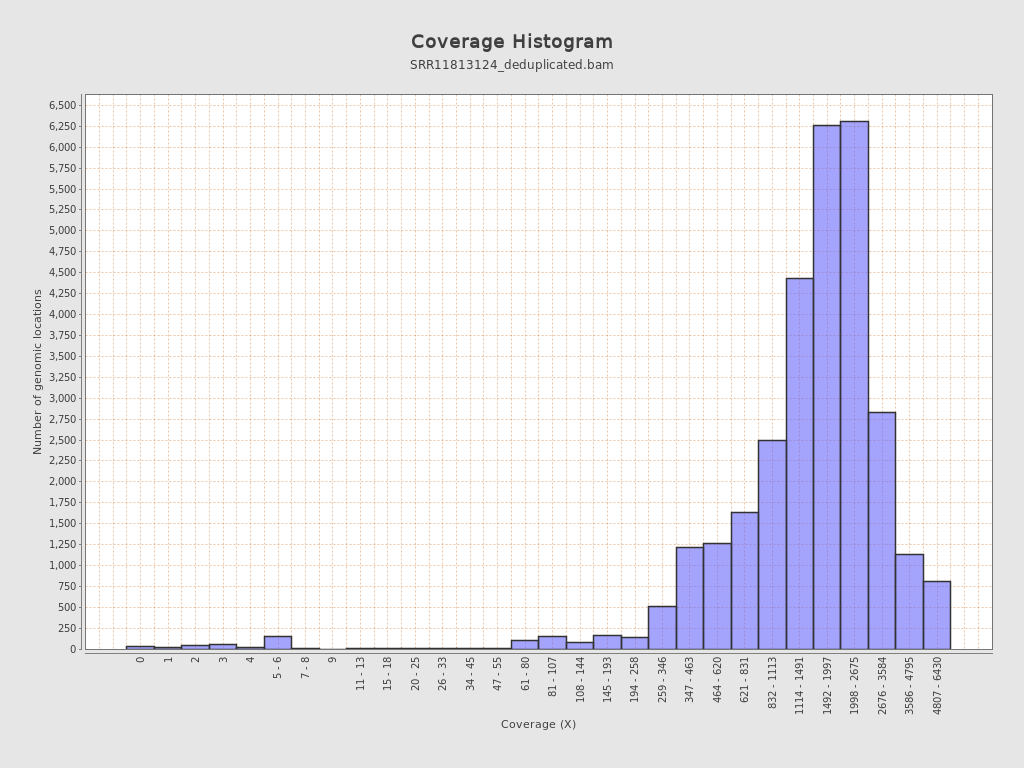 Coverage Histogram
SRR11813124_deduplicated.bam
6,500
6,250
6,000
5,750
5,500
5,250
5,000
4,750
4,500
4,250
4,000
3,750
3,500
3,250
3,000
2,750
2,500
2,250
2,000
1,750
1,500
1,250
1,000
750
500
250
0
Number of genomic locations
0
1
2
3
4
5 - 6
7 - 8
9
11 - 13
15 - 18
20 - 25
26 - 33
34 - 45
47 - 55
61 - 80
81 - 107
108 - 144
145 - 193
194 - 258
259 - 346
347 - 463
464 - 620
621 - 831
832 - 1113
1114 - 1491
1492 - 1997
1998 - 2675
2676 - 3584
3586 - 4795
4807 - 6430
Coverage (X)